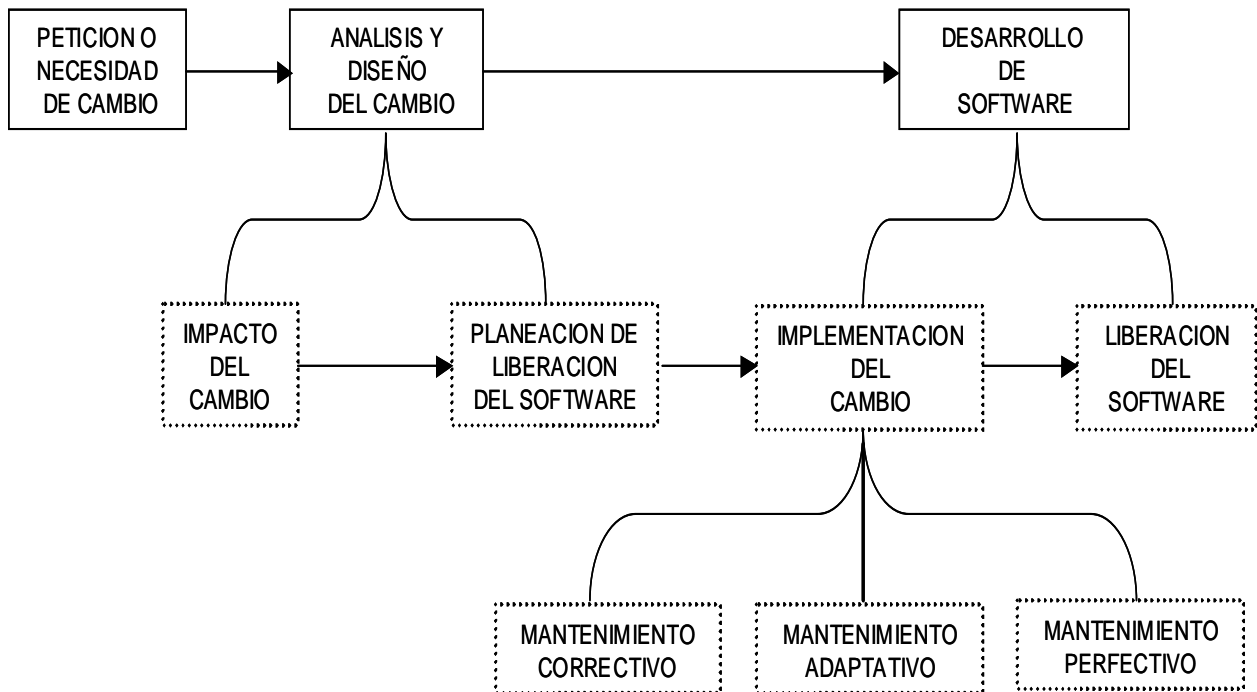 PETICION O
NECESIDAD
DE CAMBIO
ANALISIS Y
DISEÑO
DEL CAMBIO
DESARROLLO
DE
SOFTWARE
IMPACTO
DEL
CAMBIO
PLANEACION DE
LIBERACION
DEL SOFTWARE
IMPLEMENTACION
DEL
CAMBIO
LIBERACION
DEL
SOFTWARE
MANTENIMIENTO
CORRECTIVO
MANTENIMIENTO
ADAPTATIVO
MANTENIMIENTO
PERFECTIVO